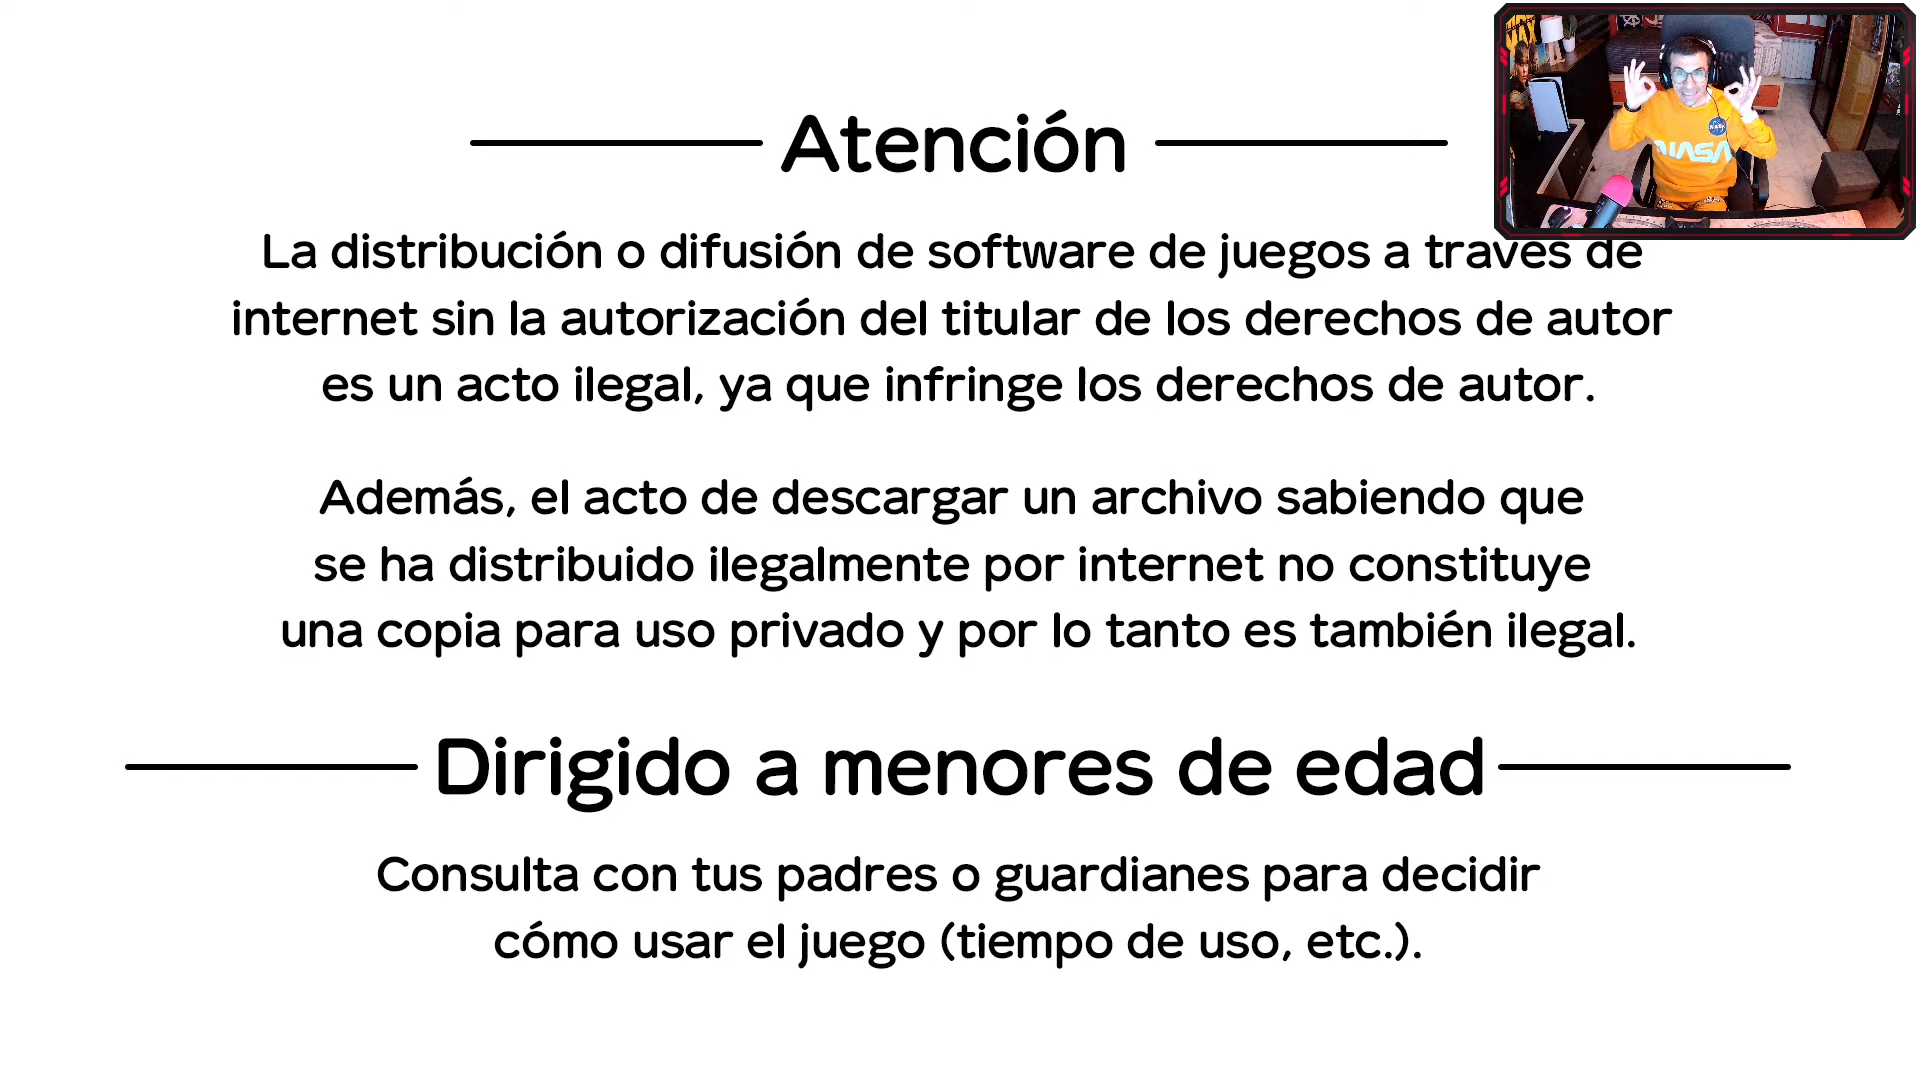 Atención
La distribución o difusión de software de juegos a través de
internet sin la autorización del titular de los derechos de autor
es un acto ilegal, ya que infringe los derechos de autor.
Además, el acto de descargar un archivo sabiendo que
se ha distribuido ilegalmente por internet no constituye
una copia para uso privado y por lo tanto es también ilegal.
Dirigido a menores de edad
Consulta con tus padres o guardianes para decidir
cómo usar el juego (tiempo de uso, etc.).
MAX
NASA